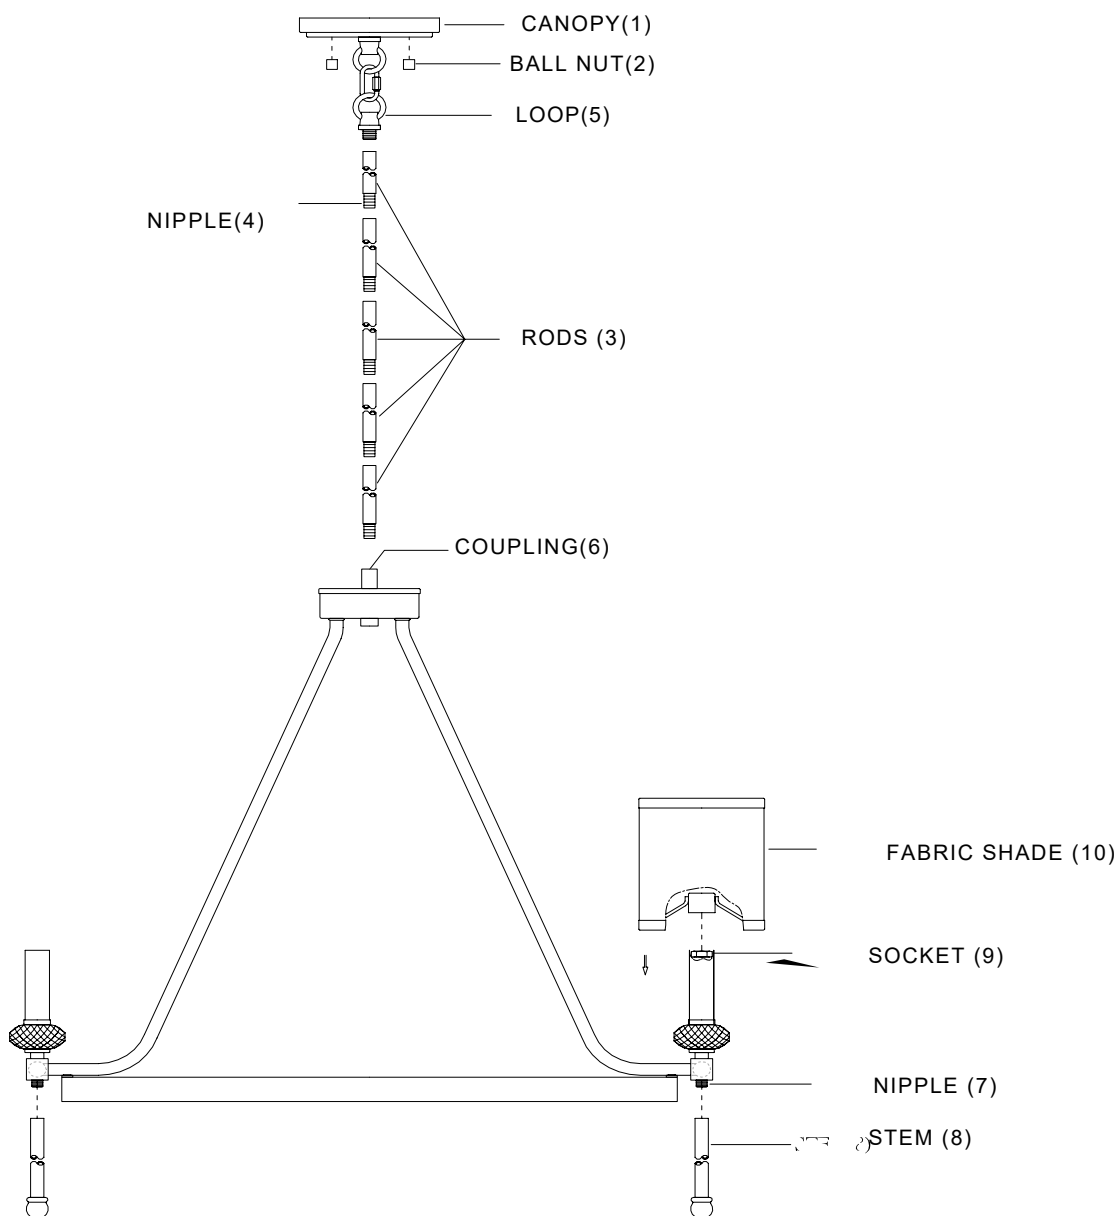 CANOPY(1)
BALL NUT(2)
LOOP(5)
NIPPLE(4)
RODS (3)
COUPLING(6)
FABRIC SHADE (10)
SOCKET (9)
NIPPLE (7)
STEM (8)